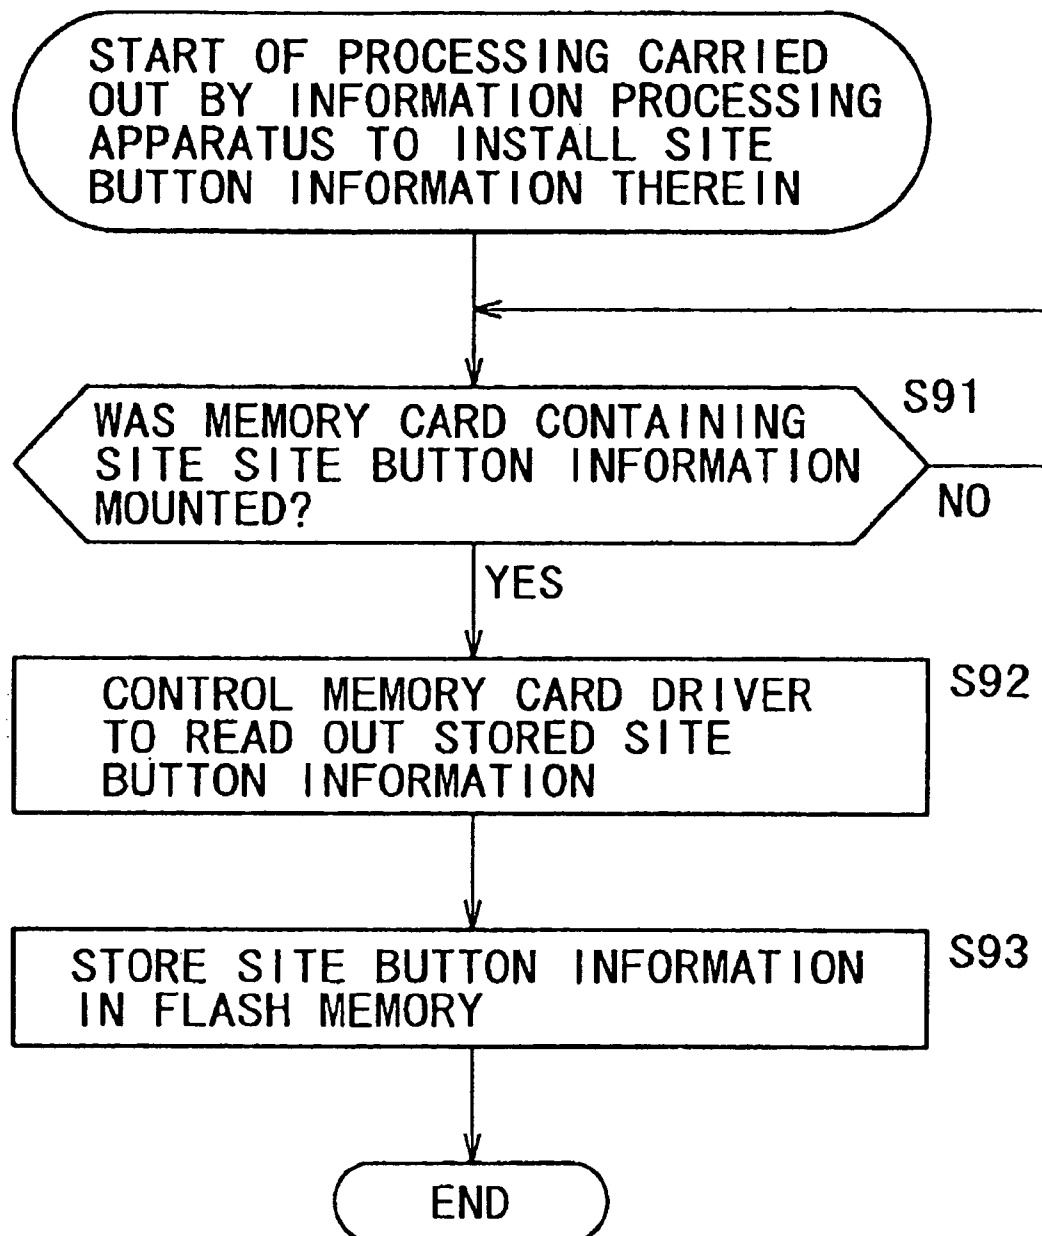 START OF PROCESSING CARRIED
OUT BY INFORMATION PROCESSING
APPARATUS TO INSTALL SITE
BUTTON INFORMATION THEREIN
S91
WAS MEMORY CARD CONTAINING
SITE SITE BUTTON INFORMATION
MOUNTED?
NO
YES
S92
CONTROL MEMORY CARD DRIVER
TO READ OUT STORED SITE
BUTTON INFORMATION
S93
STORE SITE BUTTON INFORMATION
IN FLASH MEMORY
END